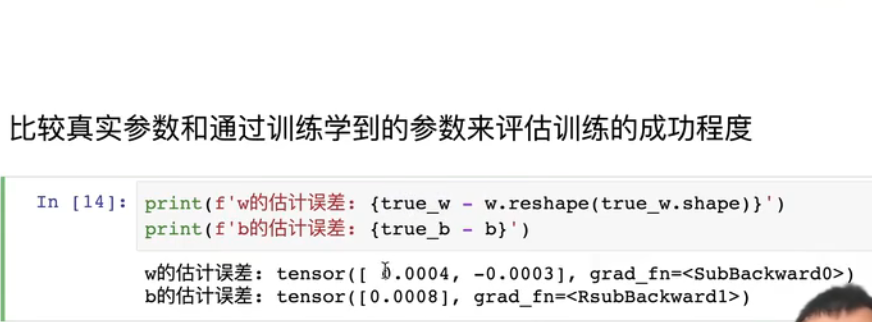 比较真实参数和通过训练学到的参数来评估训练的成功程度
In [14]: print(f'w的估计误差: {true_w - w.reshape(true_w.shape)}')
print(f'b的估计误差: {true_b - b}')
w的估计误差: tensor([ 0.0004, -0.0003], grad_fn=<SubBackward0>)
b的估计误差: tensor([0.0008], grad_fn=<RsubBackward1>)